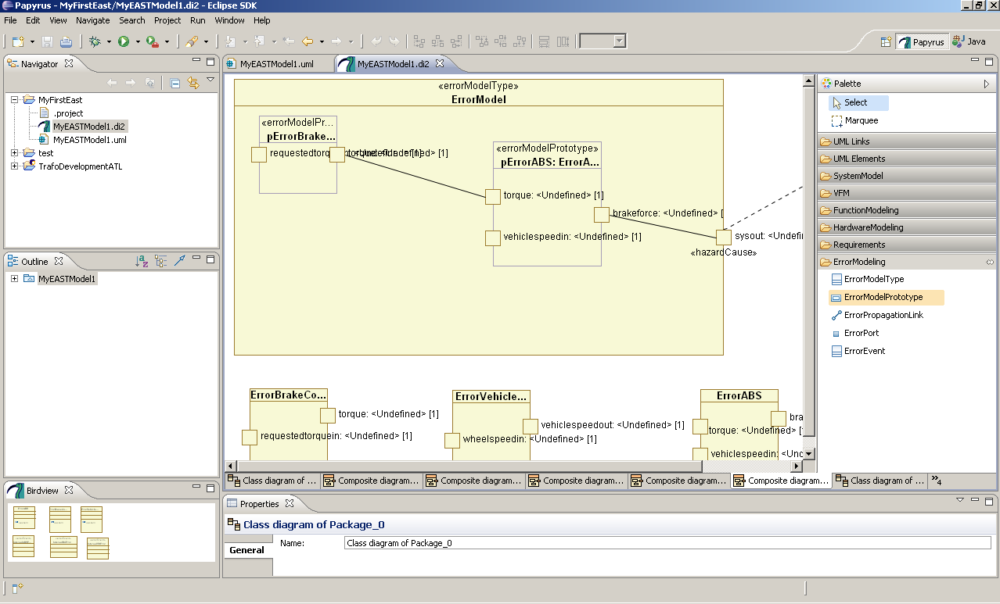 Papyrus - MyFirstEast/MyEASTModel1.di2 - Eclipse SDK
File Edit View Navigate Search Project Run Window Help
Papyrus Java
Navigator
MyFirstEast
.project
MyEASTModel1.di2
MyEASTModel1.uml
test
TrafoDevelopmentATL
Outline
MyEASTModel1
Birdview
MyEASTModel1.uml MyEASTModel1.di2
«errorModelType»
ErrorModel
«errorModelPr...
pErrorBrake...
«errorModelPrototype»
pErrorABS: ErrorA...
torque: <Undefined> [1]
brakeforce: <Undefined> [
vehiclespeedin: <Undefined> [1]
sysout: <Undefi
«hazardCause»
ErrorBrakeCo...
torque: <Undefined> [1]
requestedtorquein: <Undefined> [1]
ErrorVehicle...
vehiclespeedout: <Undefined> [1]
wheelspeedin: <Undefined> [1]
ErrorABS
bra
torque: <Undefined> [1
vehiclespeedin: <Und
Class diagram of ... Composite diagram... Composite diagram... Composite diagram... Composite diagram... Composite diagram... Class diagram of ... »4
Palette
Select
Marquee
UML Links
UML Elements
SystemModel
VFM
FunctionModeling
HardwareModeling
Requirements
ErrorModeling
ErrorModelType
ErrorModelPrototype
ErrorPropagationLink
ErrorPort
ErrorEvent
Properties
Class diagram of Package_0
General
Name: Class diagram of Package_0